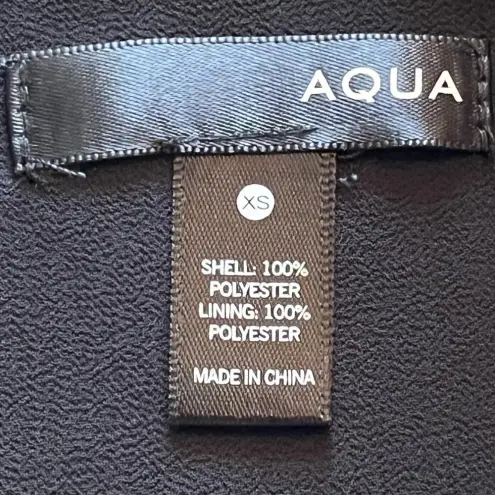 AQUA
XS
SHELL: 100%
POLYESTER
LINING: 100%
POLYESTER
MADE IN CHINA